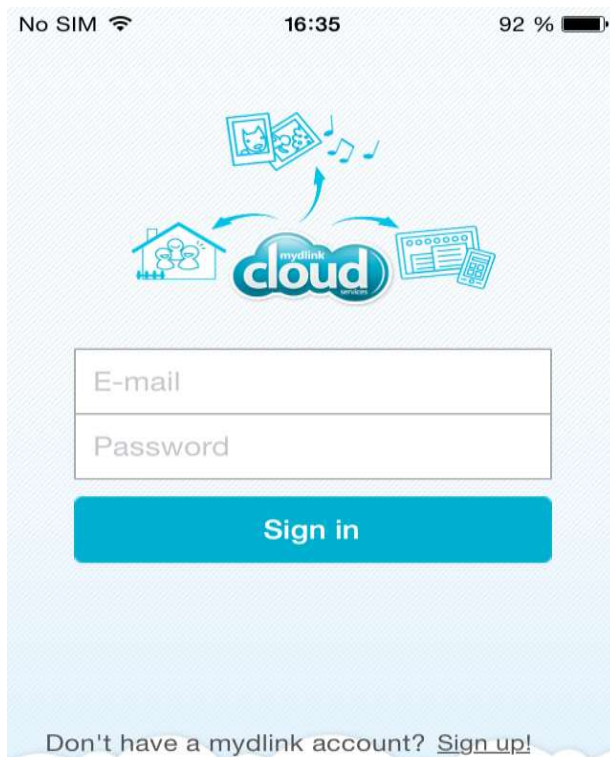 No SIM 16:35 92 %
mydlink
cloud
services
E-mail
Password
Sign in
Don't have a mydlink account? Sign up!